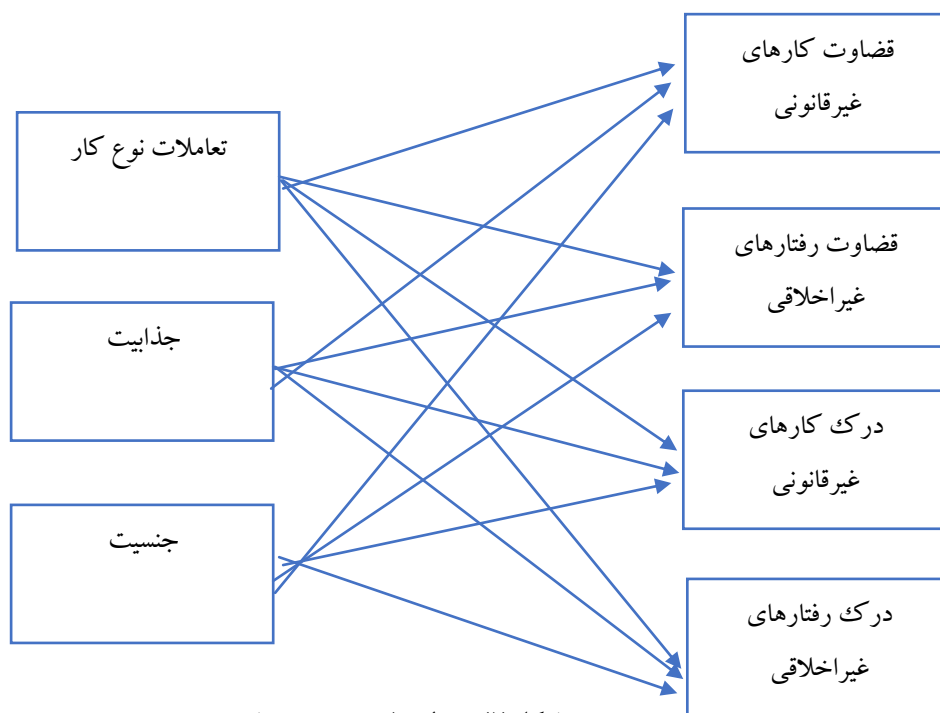 قضاوت کارهای
غیرقانونی
تعاملات نوع کار
قضاوت رفتارهای
غیراخلاقی
جذابیت
درک کارهای
غیرقانونی
جنسیت
درک رفتارهای
غیراخلاقی